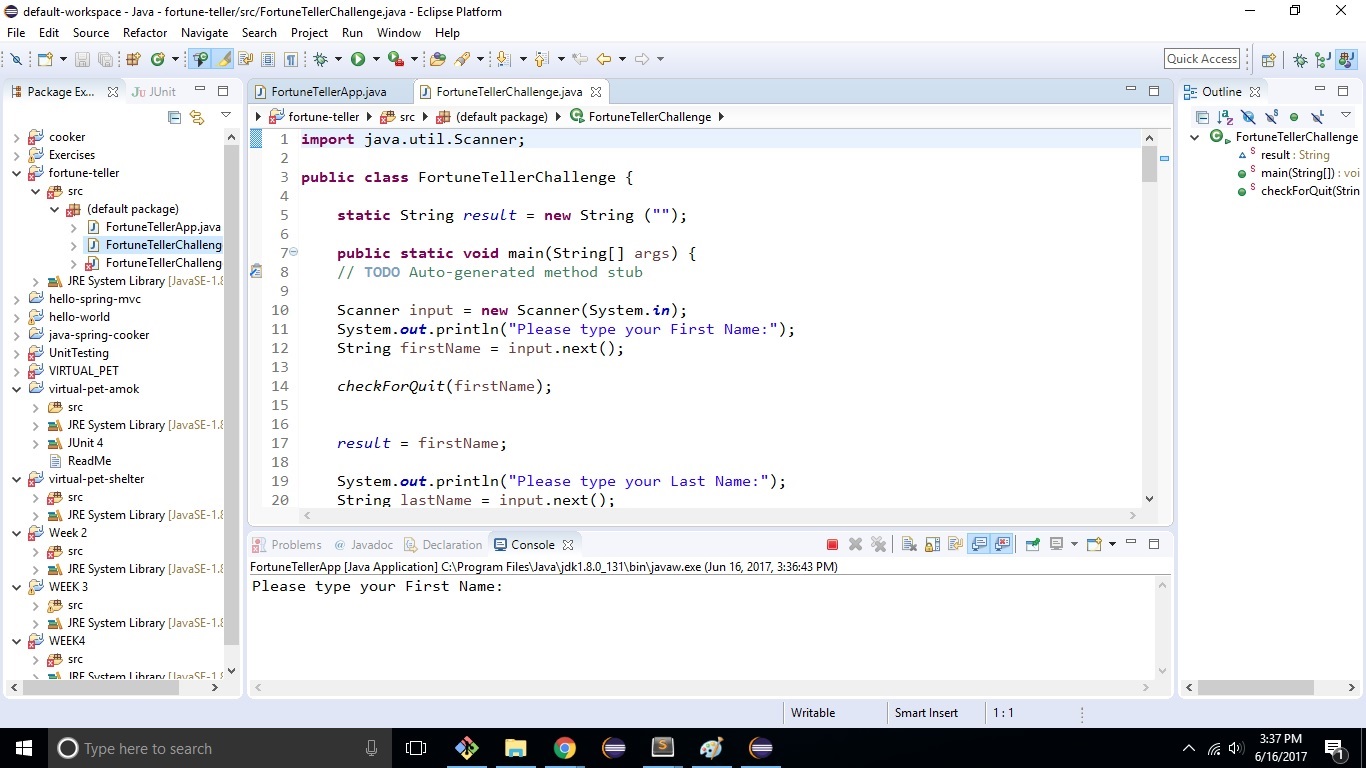 default-workspace - Java - fortune-teller/src/FortuneTellerChallenge.java - Eclipse Platform
File Edit Source Refactor Navigate Search Project Run Window Help
Quick Access
Package Ex... JUnit
cooker
Exercises
fortune-teller
src
(default package)
FortuneTellerApp.java
FortuneTellerChalleng
FortuneTellerChalleng
JRE System Library [JavaSE-1.8
hello-spring-mvc
hello-world
java-spring-cooker
UnitTesting
VIRTUAL_PET
virtual-pet-amok
src
JRE System Library [JavaSE-1.8
JUnit 4
ReadMe
virtual-pet-shelter
src
JRE System Library [JavaSE-1.8
Week 2
src
JRE System Library [JavaSE-1.8
WEEK 3
src
JRE System Library [JavaSE-1.8
WEEK4
src
JRE System Library [JavaSE-1.8
FortuneTellerApp.java FortuneTellerChallenge.java
fortune-teller src (default package) FortuneTellerChallenge
1 import java.util.Scanner;
2
3 public class FortuneTellerChallenge {
4
5 static String result = new String ("");
6
7 public static void main(String[] args) {
8 // TODO Auto-generated method stub
9
10 Scanner input = new Scanner(System.in);
11 System.out.println("Please type your First Name:");
12 String firstName = input.next();
13
14 checkForQuit(firstName);
15
16
17 result = firstName;
18
19 System.out.println("Please type your Last Name:");
20 String lastName = input.next();
Outline
FortuneTellerChallenge
result : String
main(String[]) : voi
checkForQuit(Strin
Problems @ Javadoc Declaration Console
FortuneTellerApp [Java Application] C:\Program Files\Java\jdk1.8.0_131\bin\javaw.exe (Jun 16, 2017, 3:36:43 PM)
Please type your First Name:
Writable Smart Insert 1 : 1
Type here to search
3:37 PM
6/16/2017
1